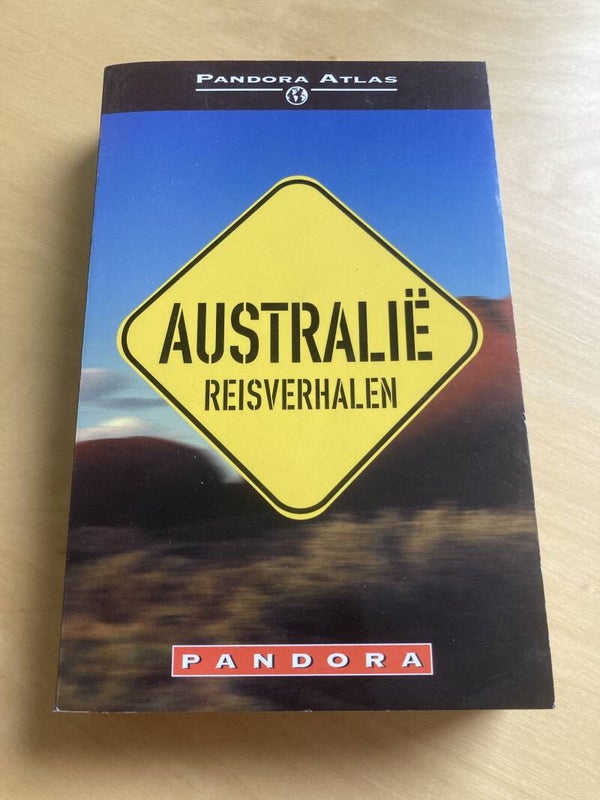 PANDORA ATLAS
AUSTRALIË
REISVERHALEN
PANDORA